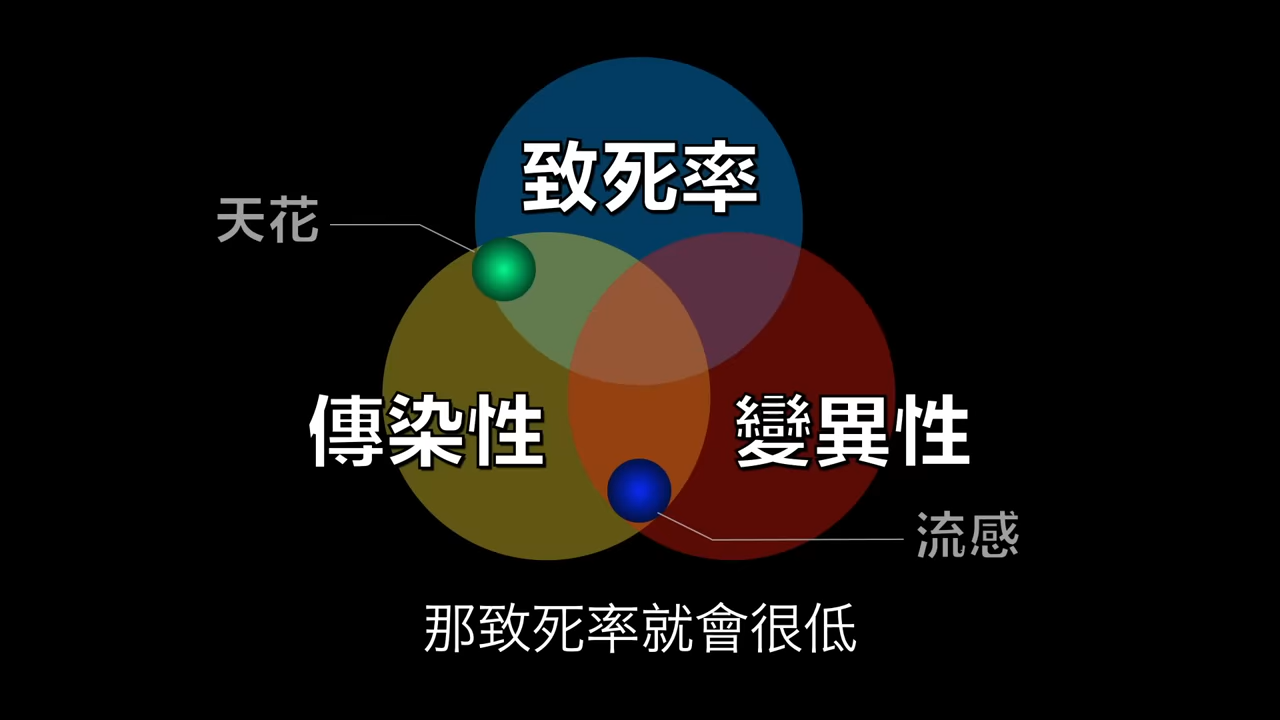 致死率
天花
傳染性
變異性
流感
那致死率就會很低